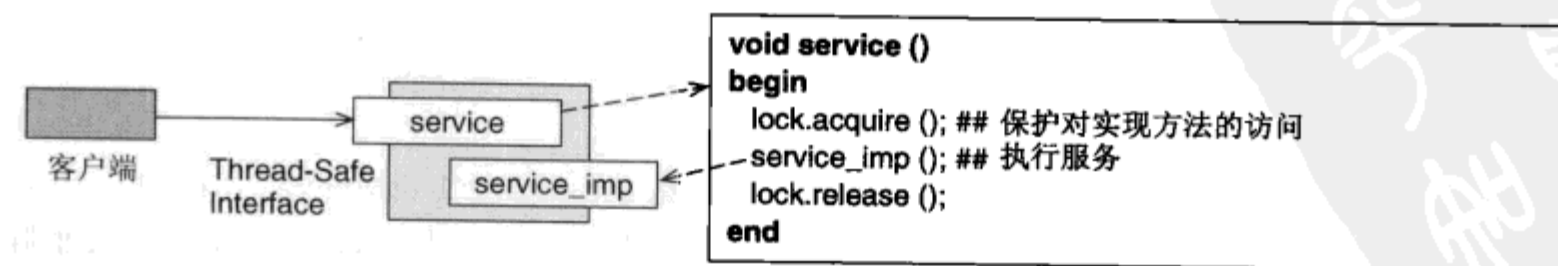 客户端
Thread-Safe
Interface
service
service_imp
void service ()
begin
lock.acquire (); ## 保护对实现方法的访问
service_imp (); ## 执行服务
lock.release ();
end